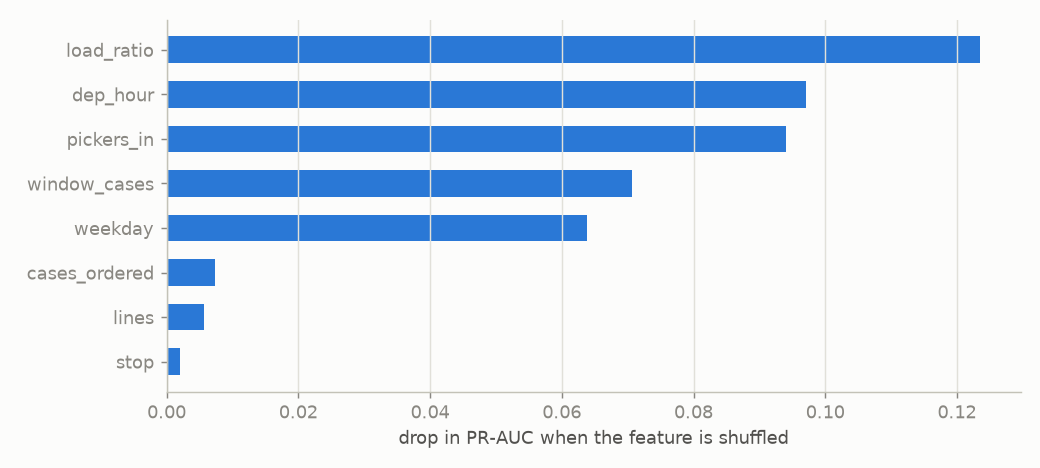 load_ratio
dep_hour
pickers_in
window_cases
weekday
cases_ordered
lines
stop
0.00 0.02 0.04 0.06 0.08 0.10 0.12
drop in PR-AUC when the feature is shuffled